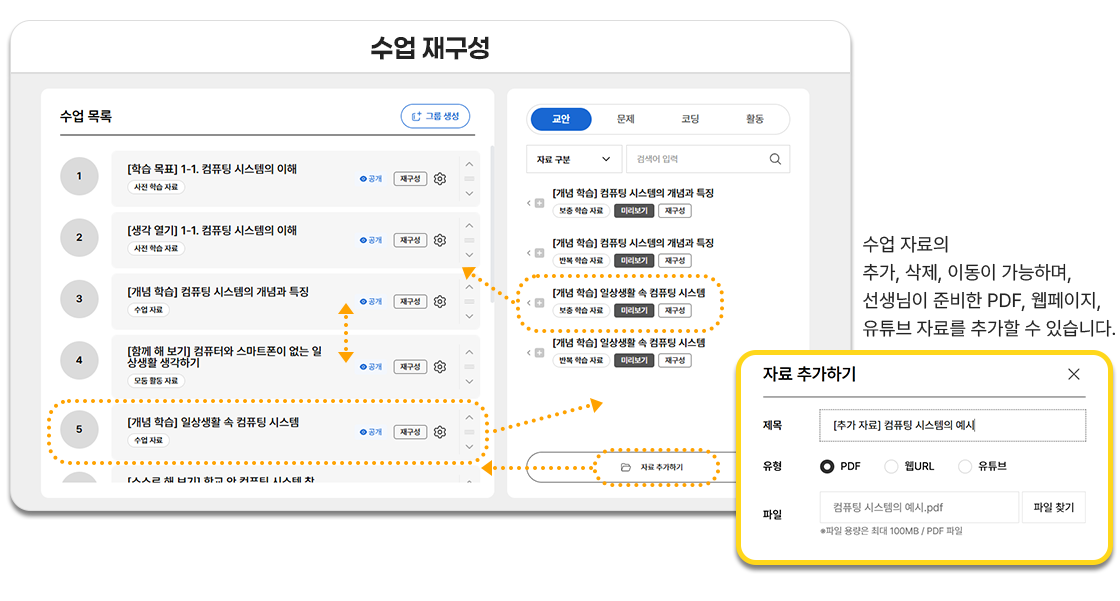 수업 재구성
수업 목록
그룹 생성
1
[학습 목표] 1-1. 컴퓨팅 시스템의 이해
사전 학습 자료
공개
재구성
2
[생각 열기] 1-1. 컴퓨팅 시스템의 이해
사전 학습 자료
공개
재구성
3
[개념 학습] 컴퓨팅 시스템의 개념과 특징
수업 자료
공개
재구성
4
[함께 해 보기] 컴퓨터와 스마트폰이 없는 일
상생활 생각하기
모둠 활동 자료
공개
재구성
5
[개념 학습] 일상생활 속 컴퓨팅 시스템
수업 자료
공개
재구성
[스스로 해 보기] 학교 안 컴퓨팅 시스템 찾
교안
문제
코딩
활동
자료 구분
검색어 입력
[개념 학습] 컴퓨팅 시스템의 개념과 특징
보충 학습 자료
미리보기
재구성
[개념 학습] 컴퓨팅 시스템의 개념과 특징
반복 학습 자료
미리보기
재구성
[개념 학습] 일상생활 속 컴퓨팅 시스템
보충 학습 자료
미리보기
재구성
[개념 학습] 일상생활 속 컴퓨팅 시스템
반복 학습 자료
미리보기
재구성
자료 추가하기
수업 자료의
추가, 삭제, 이동이 가능하며,
선생님이 준비한 PDF, 웹페이지,
유튜브 자료를 추가할 수 있습니다.
자료 추가하기
제목
[추가 자료] 컴퓨팅 시스템의 예시
유형
PDF
웹URL
유튜브
파일
컴퓨팅 시스템의 예시.pdf
파일 찾기
※파일 용량은 최대 100MB / PDF 파일